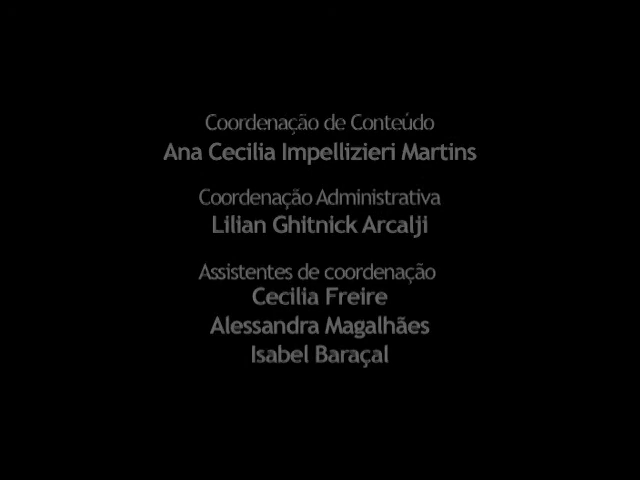 Coordenação de Conteúdo
Ana Cecilia Impellizieri Martins
Coordenação Administrativa
Lilian Ghitnick Arcalji
Assistentes de coordenação
Cecilia Freire
Alessandra Magalhães
Isabel Baraçal